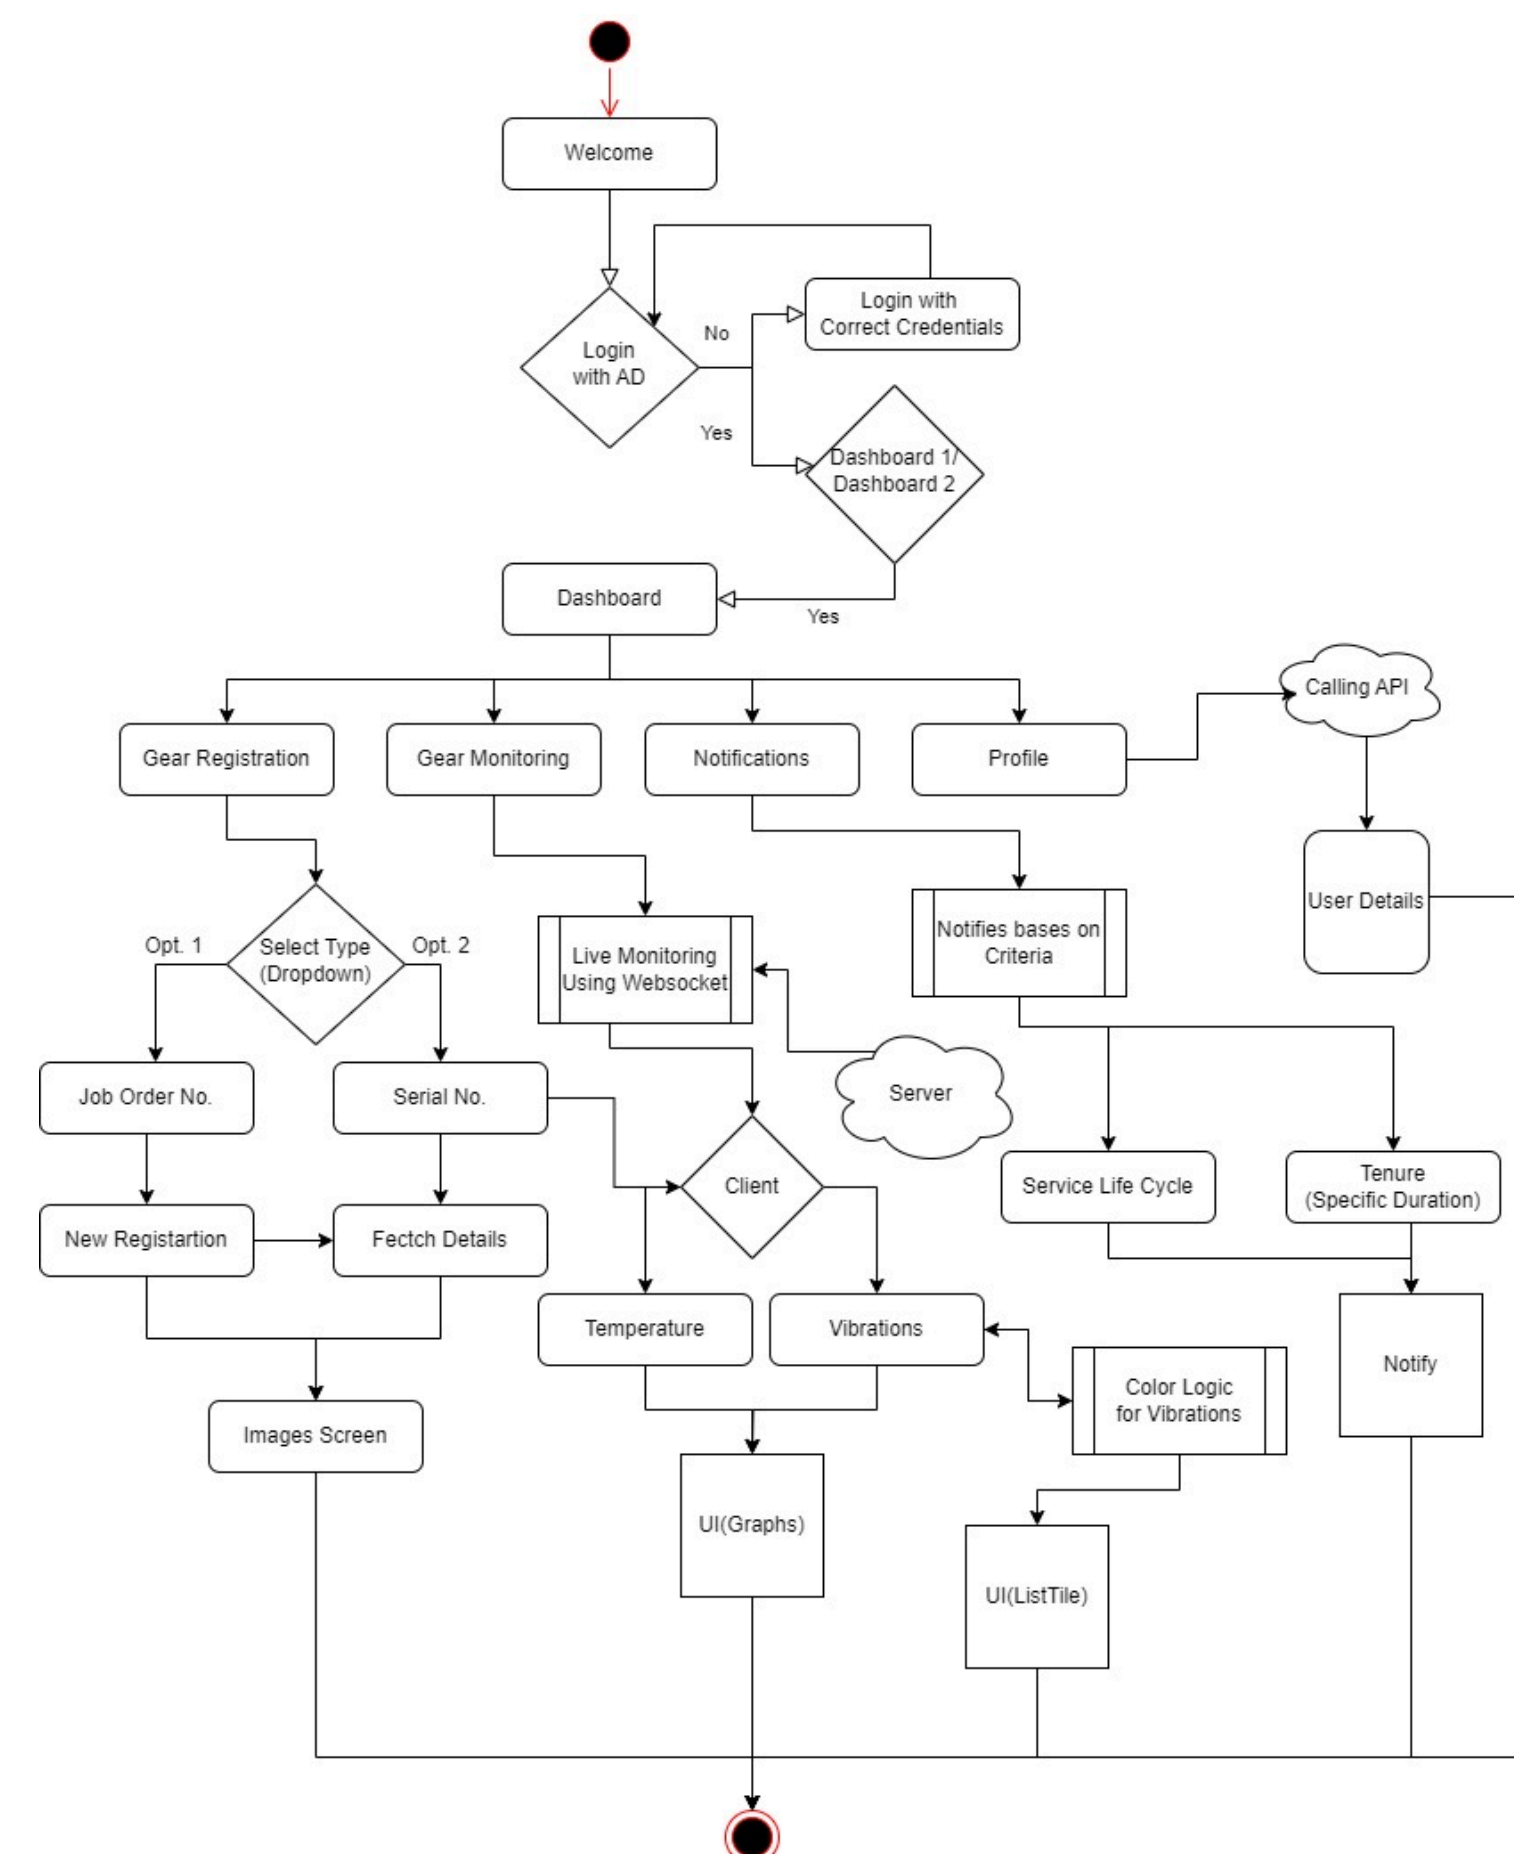 Welcome
Login with
Correct Credentials
No
Login
with AD
Yes
Dashboard 1/
Dashboard 2
Dashboard
Yes
Calling API
Gear Registration
Gear Monitoring
Notifications
Profile
User Details
Notifies bases on
Criteria
Opt. 1
Select Type
(Dropdown)
Opt. 2
Live Monitoring
Using Websocket
Server
Job Order No.
Serial No.
Client
Service Life Cycle
Tenure
(Specific Duration)
New Registartion
Fectch Details
Temperature
Vibrations
Notify
Color Logic
for Vibrations
Images Screen
UI(Graphs)
UI(ListTile)